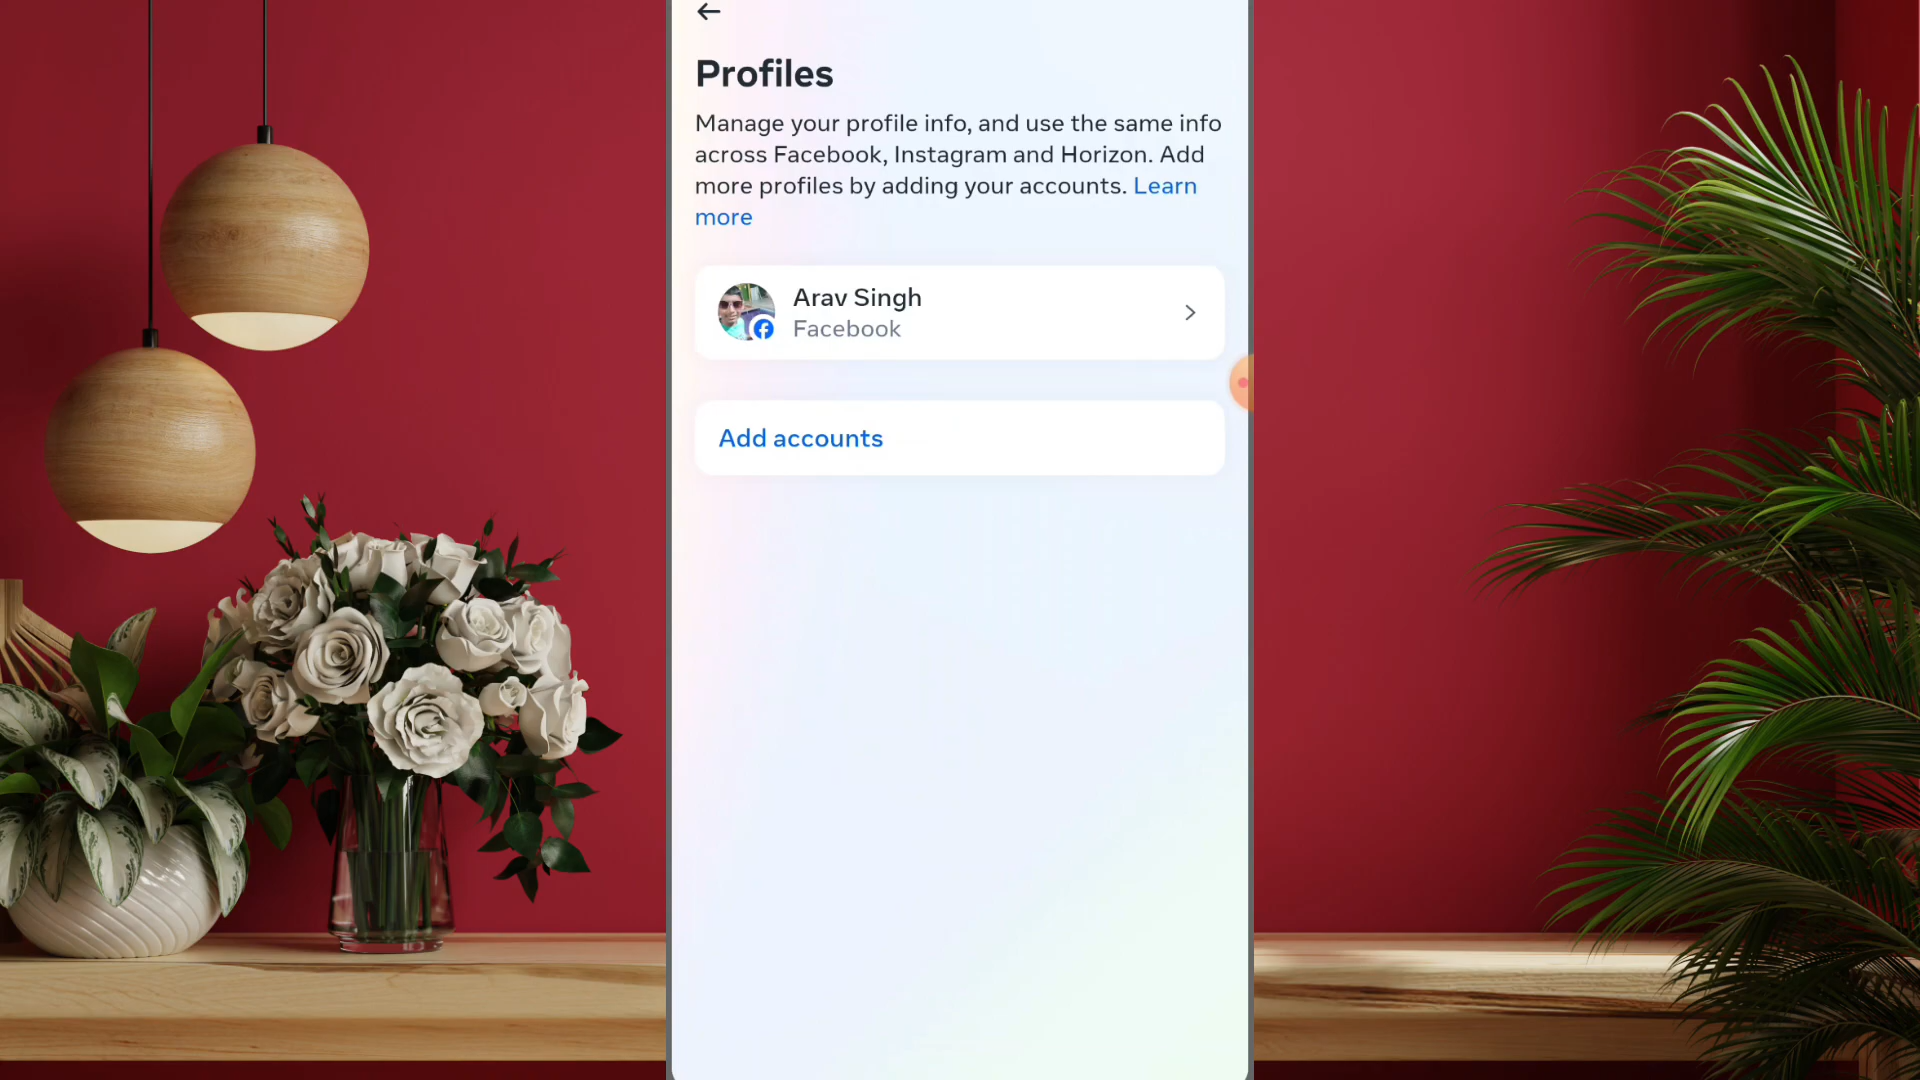 Profiles
Manage your profile info, and use the same info
across Facebook, Instagram and Horizon. Add
more profiles by adding your accounts. Learn
more
Arav Singh
Facebook
Add accounts